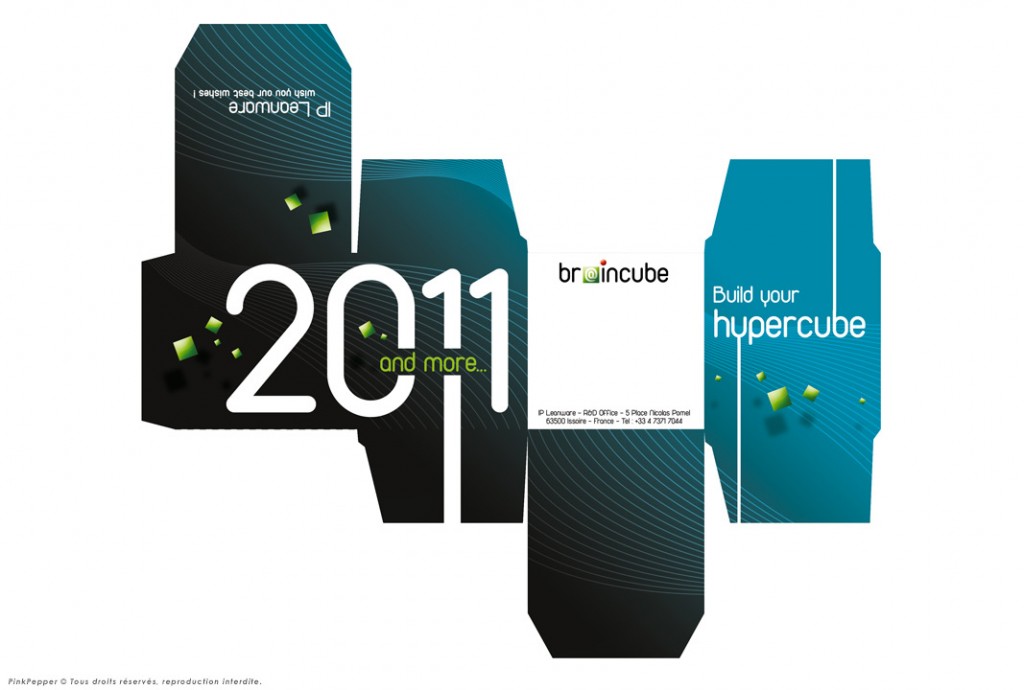 IP Leanware
wish you our best wishes !
2011
and more...
br@incube
IP Leanware - R&D Office - 5 Place Nicolas Pomel
63500 Issoire - France - Tel : +33 4 7371 7044
Build your
hypercube
PinkPepper © Tous droits réservés, reproduction interdite.